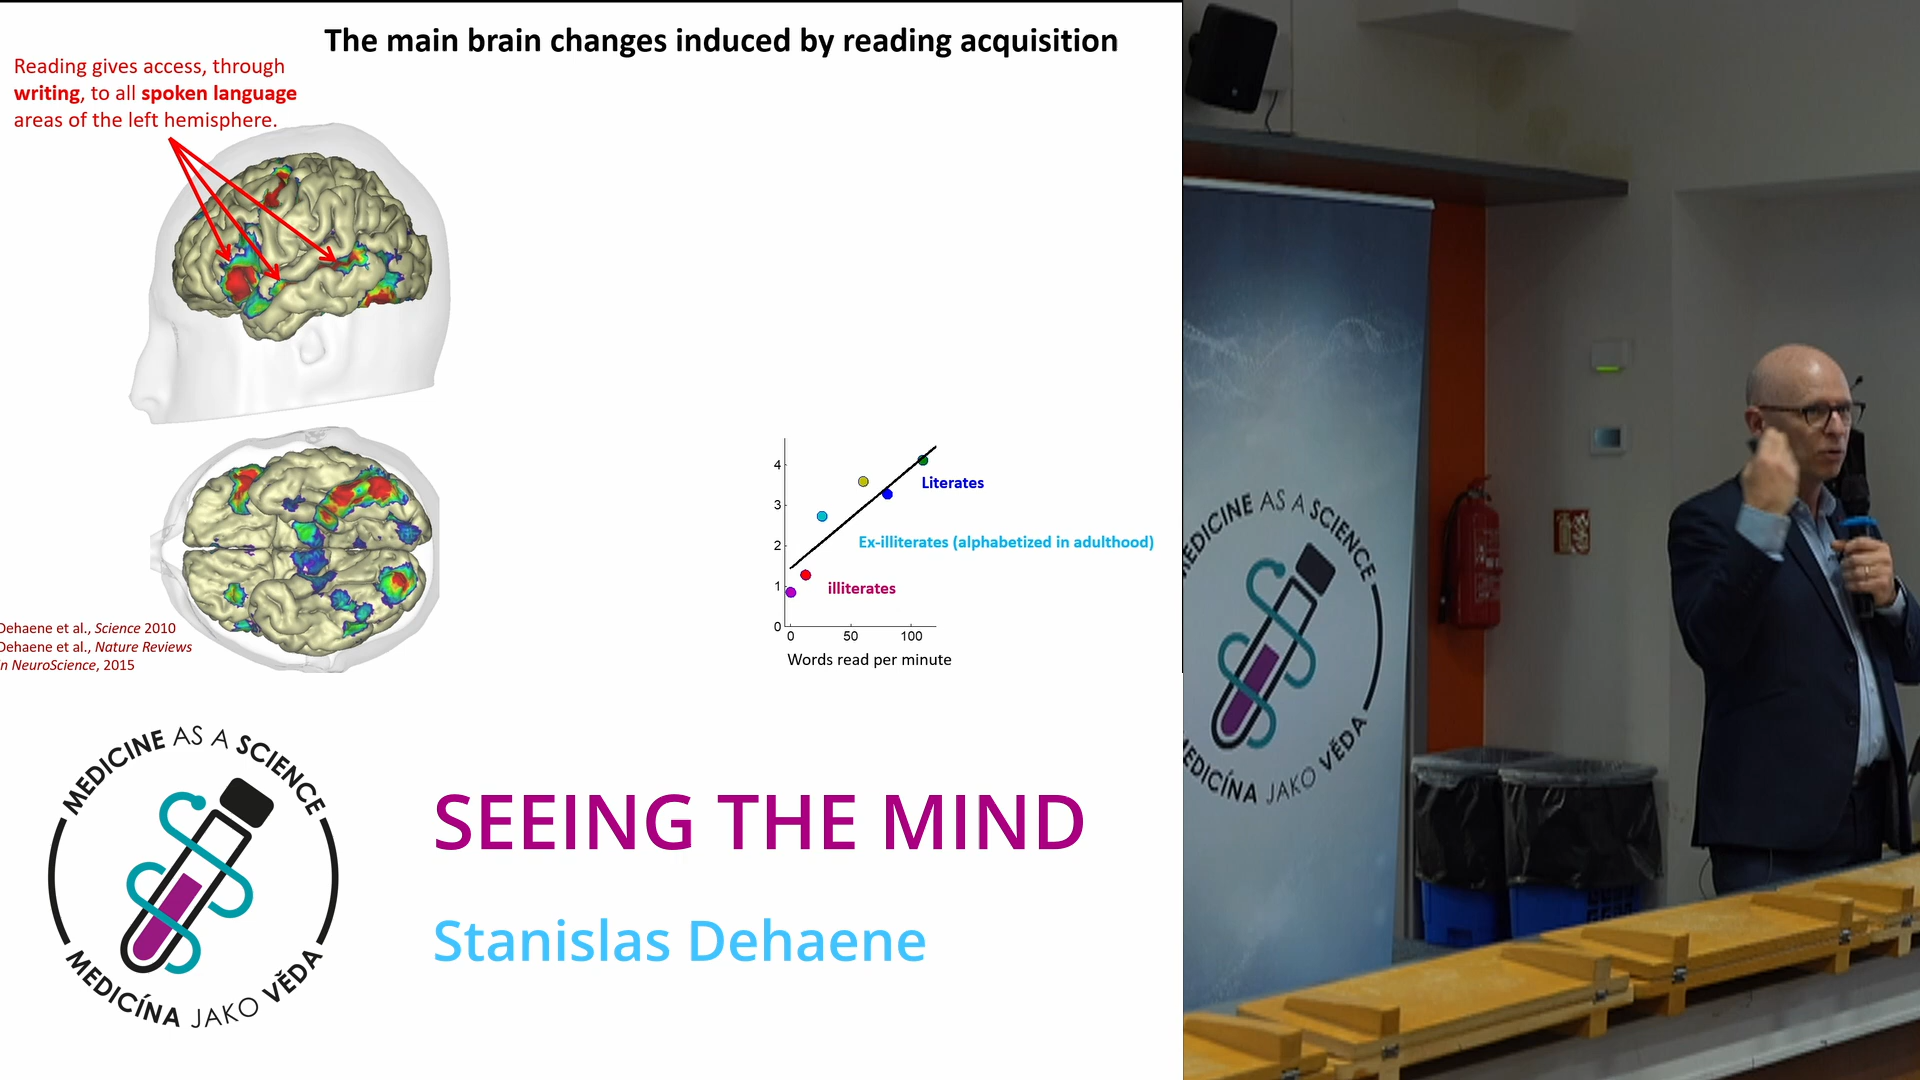 The main brain changes induced by reading acquisition
Reading gives access, through
writing, to all spoken language
areas of the left hemisphere.
4
3
2
1
0
0 50 100
Words read per minute
Literates
Ex-illiterates (alphabetized in adulthood)
illiterates
Dehaene et al., Science 2010
Dehaene et al., Nature Reviews
in NeuroScience, 2015
MEDICINE AS A SCIENCE
MEDICÍNA JAKO VĚDA
SEEING THE MIND
Stanislas Dehaene
MEDICINE AS A SCIENCE
MEDICÍNA JAKO VĚDA